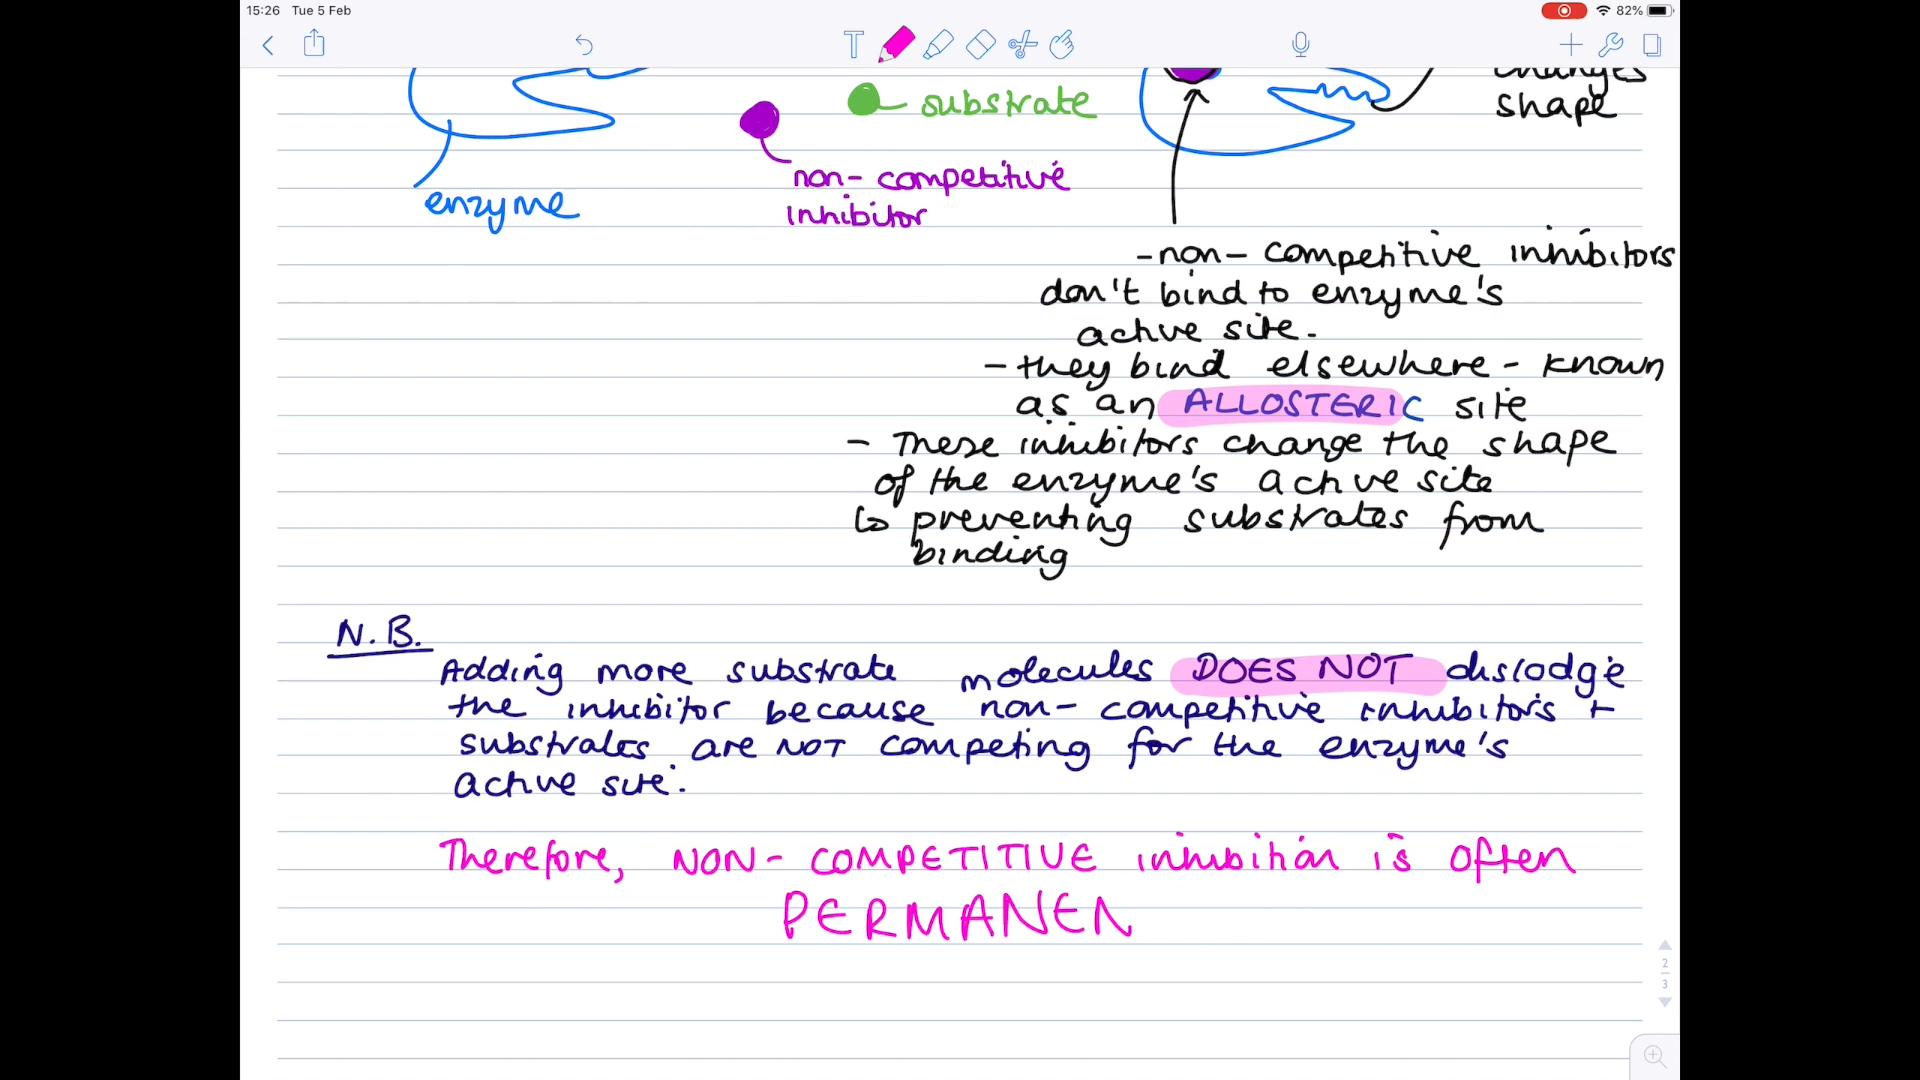 15:26 Tue 5 Feb
82%
T
changes
shape
substrate
non-competitive
inhibitor
enzyme
-non-competitive inhibitors
don't bind to enzyme's
active site.
- they bind elsewhere - known
as an ALLOSTERIC site
- These inhibitors change the shape
of the enzyme's active site
↳ preventing substrates from
binding
N.B.
Adding more substrate molecules DOES NOT dislodge
the inhibitor because non-competitive inhibitors +
substrates are NOT competing for the enzyme's
active site.
Therefore, NON-COMPETITIVE inhibition is often
PERMANEN
2
3